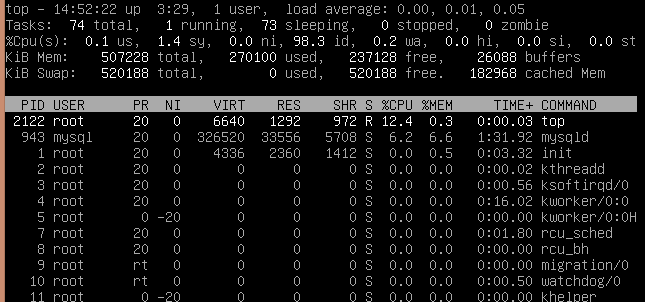 top - 14:52:22 up  3:29,  1 user,  load average: 0.00, 0.01, 0.05
Tasks:  74 total,   1 running,  73 sleeping,   0 stopped,   0 zombie
%Cpu(s):  0.1 us,  1.4 sy,  0.0 ni, 98.3 id,  0.2 wa,  0.0 hi,  0.0 si,  0.0 st
KiB Mem:    507228 total,   270100 used,   237128 free,    26088 buffers
KiB Swap:   520188 total,        0 used,   520188 free.   182968 cached Mem
PID USER      PR  NI    VIRT    RES    SHR S %CPU %MEM     TIME+ COMMAND
2122 root      20   0    6640   1292    972 R 12.4  0.3   0:00.03 top
943 mysql     20   0  326520  33556   5708 S  6.2  6.6   1:31.92 mysqld
1 root      20   0    4336   2360   1412 S  0.0  0.5   0:03.32 init
2 root      20   0       0      0      0 S  0.0  0.0   0:00.02 kthreadd
3 root      20   0       0      0      0 S  0.0  0.0   0:00.56 ksoftirqd/0
4 root      20   0       0      0      0 S  0.0  0.0   0:16.02 kworker/0:0
5 root       0 -20       0      0      0 S  0.0  0.0   0:00.00 kworker/0:0H
7 root      20   0       0      0      0 S  0.0  0.0   0:01.80 rcu_sched
8 root      20   0       0      0      0 S  0.0  0.0   0:00.00 rcu_bh
9 root      rt   0       0      0      0 S  0.0  0.0   0:00.00 migration/0
10 root      rt   0       0      0      0 S  0.0  0.0   0:00.50 watchdog/0
11 root       0 -20       0      0      0 S  0.0  0.0   0:00.00 khelper